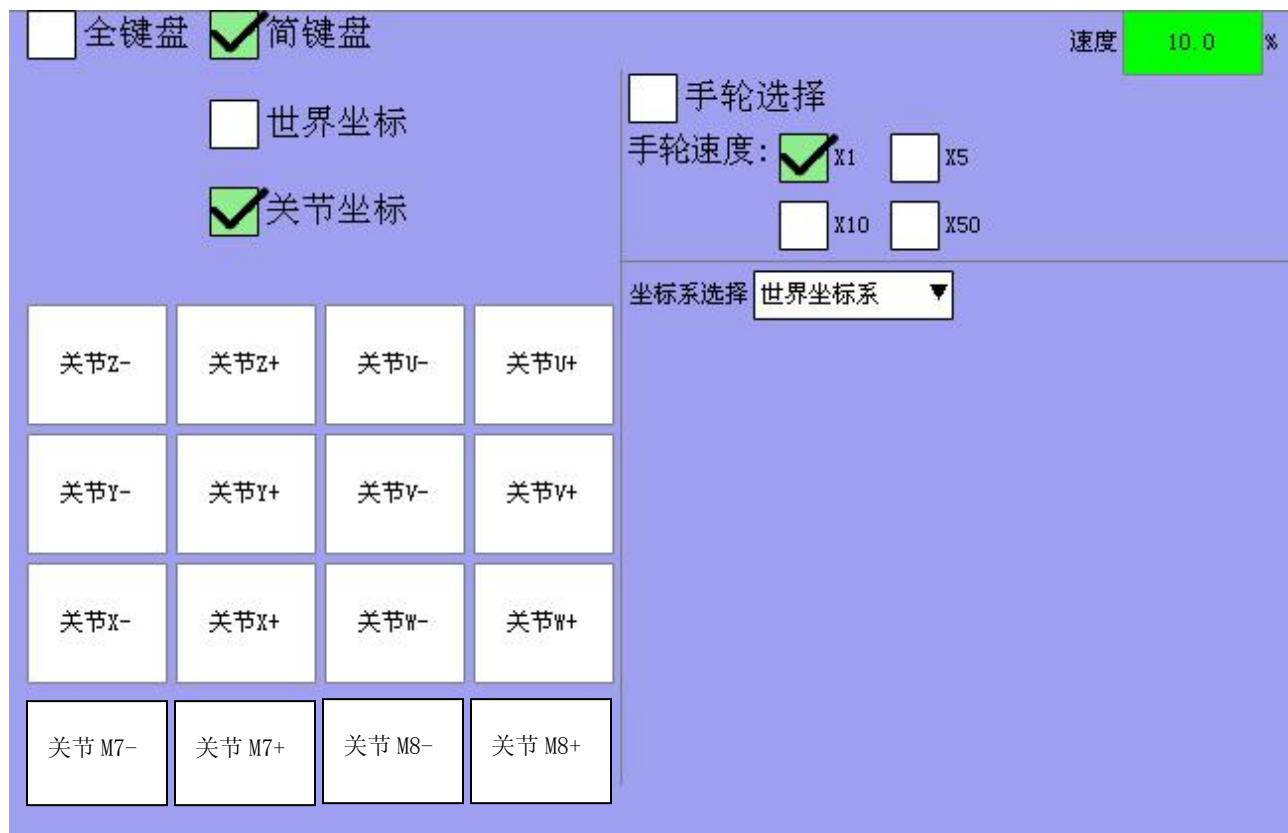 全键盘 简键盘 速度 10.0 %
世界坐标
关节坐标
手轮选择
手轮速度: X1 X5
X10 X50
坐标系选择 世界坐标系
关节Z- 关节Z+ 关节U- 关节U+
关节Y- 关节Y+ 关节V- 关节V+
关节X- 关节X+ 关节W- 关节W+
关节 M7- 关节 M7+ 关节 M8- 关节 M8+